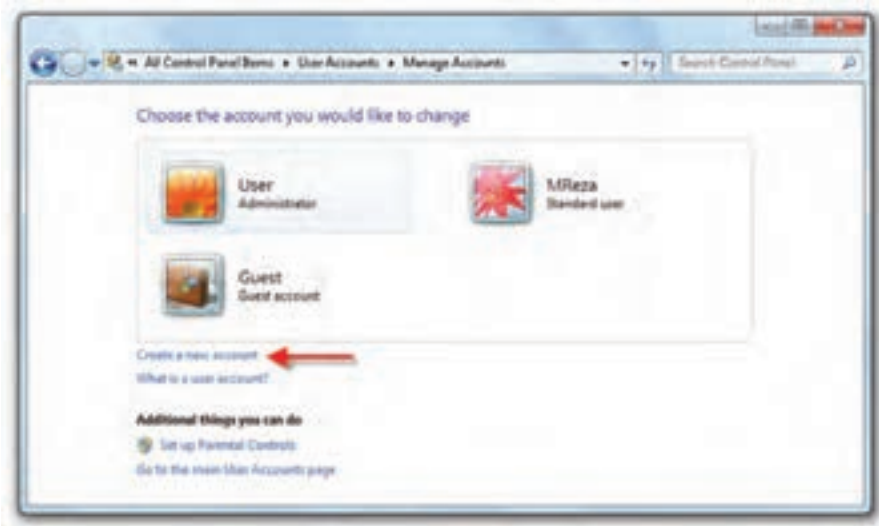 All Control Panel Items ▸ User Accounts ▸ Manage Accounts
Search Control Panel
Choose the account you would like to change
User
Administrator
MReza
Standard user
Guest
Guest account
Create a new account
What is a user account?
Additional things you can do
Set up Parental Controls
Go to the main User Accounts page